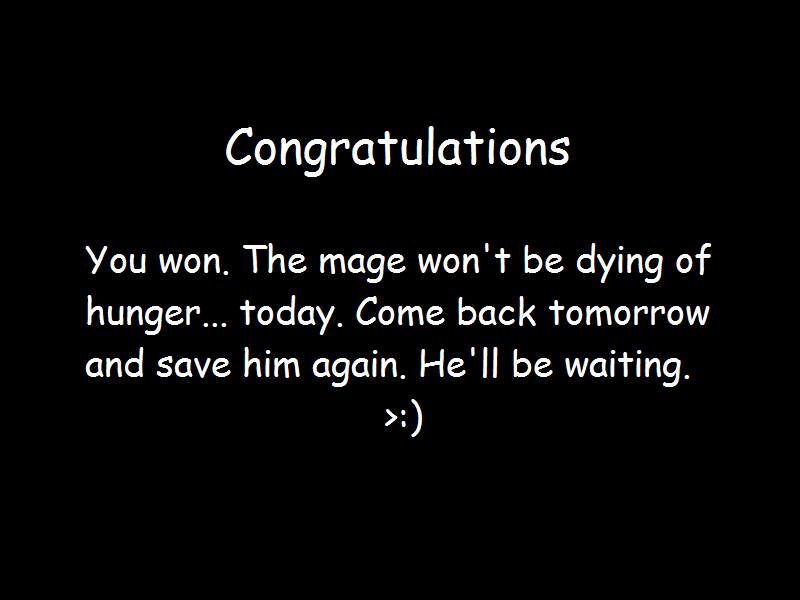 Congratulations
You won. The mage won't be dying of
hunger... today. Come back tomorrow
and save him again. He'll be waiting.
>:)